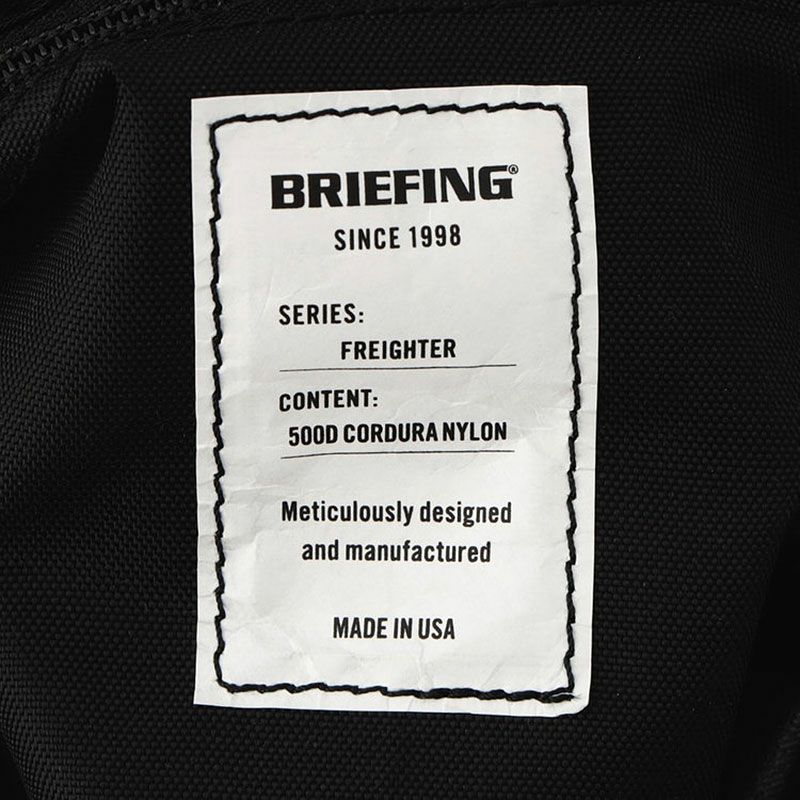 BRIEFING®
SINCE 1998
SERIES:
FREIGHTER
CONTENT:
500D CORDURA NYLON
Meticulously designed
and manufactured
MADE IN USA